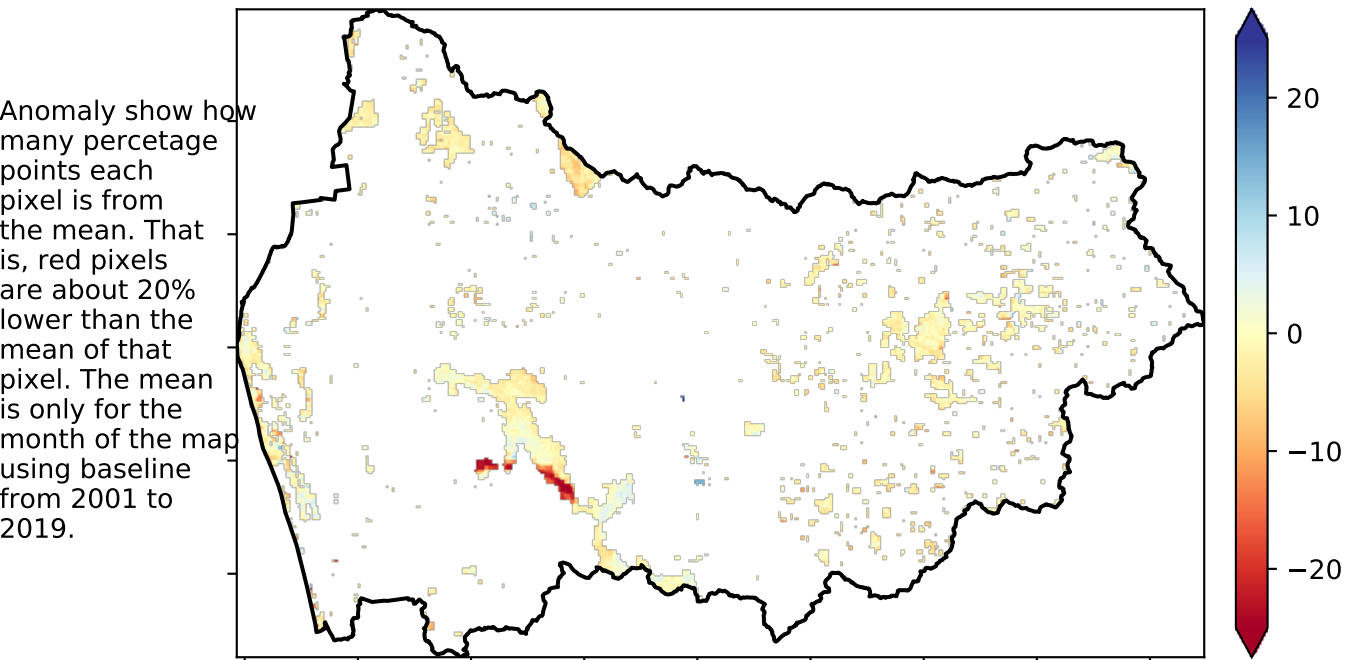 Anomaly show how
many percetage
points each
pixel is from
the mean. That
is, red pixels
are about 20%
lower than the
mean of that
pixel. The mean
is only for the
month of the map
using baseline
from 2001 to
2019.
20
10
0
−10
−20